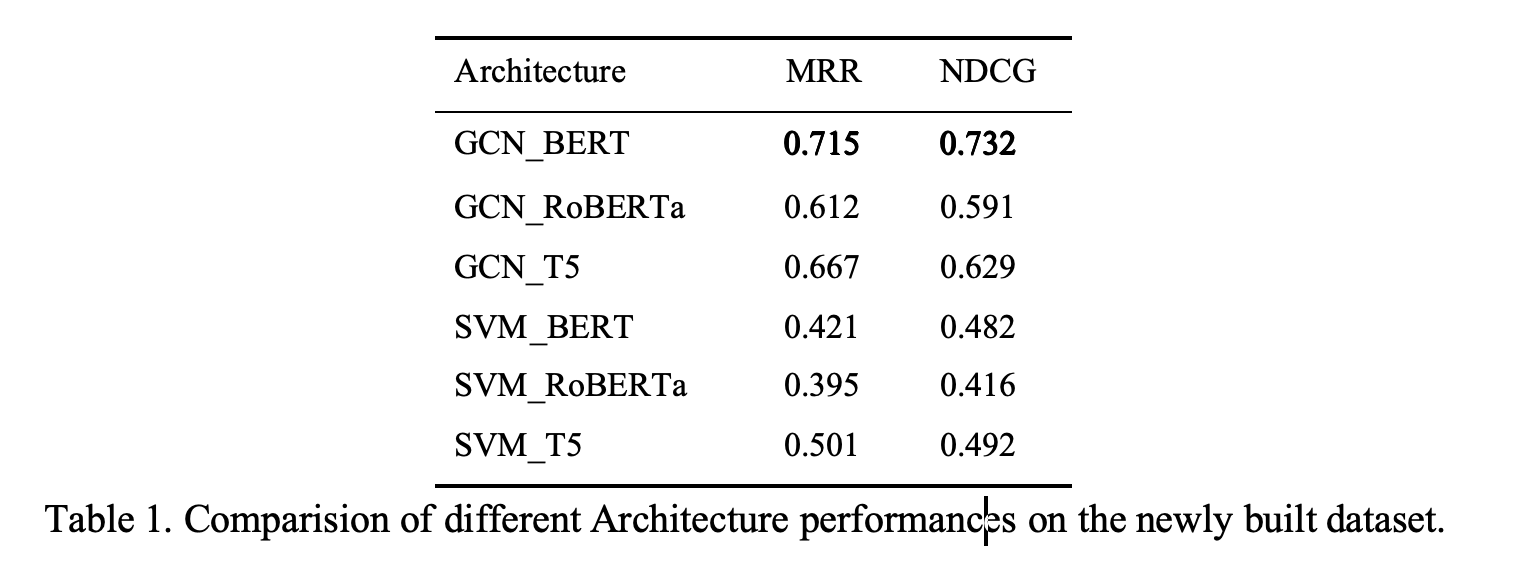 Architecture MRR NDCG
GCN_BERT 0.715 0.732
GCN_RoBERTa 0.612 0.591
GCN_T5 0.667 0.629
SVM_BERT 0.421 0.482
SVM_RoBERTa 0.395 0.416
SVM_T5 0.501 0.492
Table 1. Comparision of different Architecture performances on the newly built dataset.